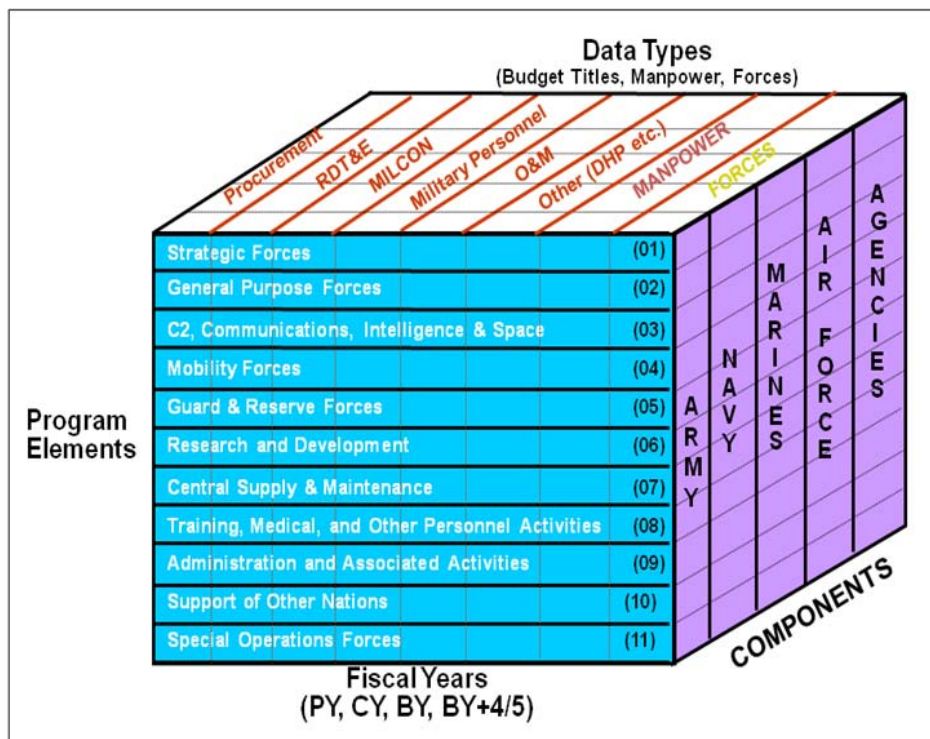 Data Types
(Budget Titles, Manpower, Forces)
Procurement
RDT&E
MILCON
Military Personnel
O&M
Other (DHP etc.)
MANPOWER
FORCES
Program
Elements
Strategic Forces (01)
General Purpose Forces (02)
C2, Communications, Intelligence & Space (03)
Mobility Forces (04)
Guard & Reserve Forces (05)
Research and Development (06)
Central Supply & Maintenance (07)
Training, Medical, and Other Personnel Activities (08)
Administration and Associated Activities (09)
Support of Other Nations (10)
Special Operations Forces (11)
ARMY
NAVY
MARINES
AIR FORCE
AGENCIES
COMPONENTS
Fiscal Years
(PY, CY, BY, BY+4/5)